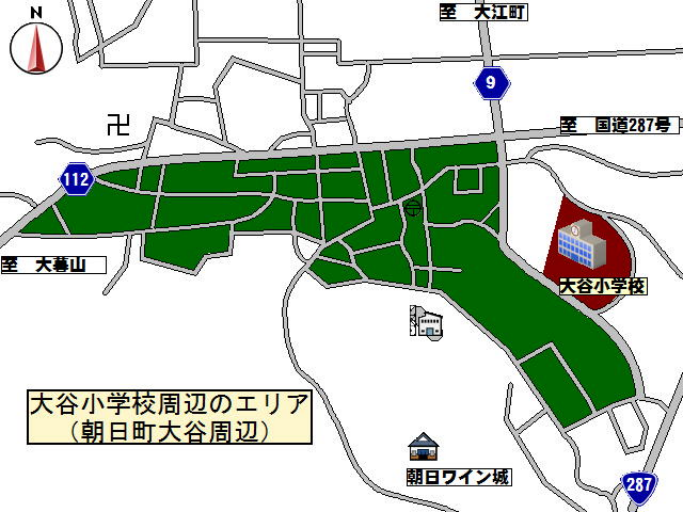 N
至　大江町
9
至　国道287号
卍
112
至　大暮山
大谷小学校
大谷小学校周辺のエリア
（朝日町大谷周辺）
朝日ワイン城
287